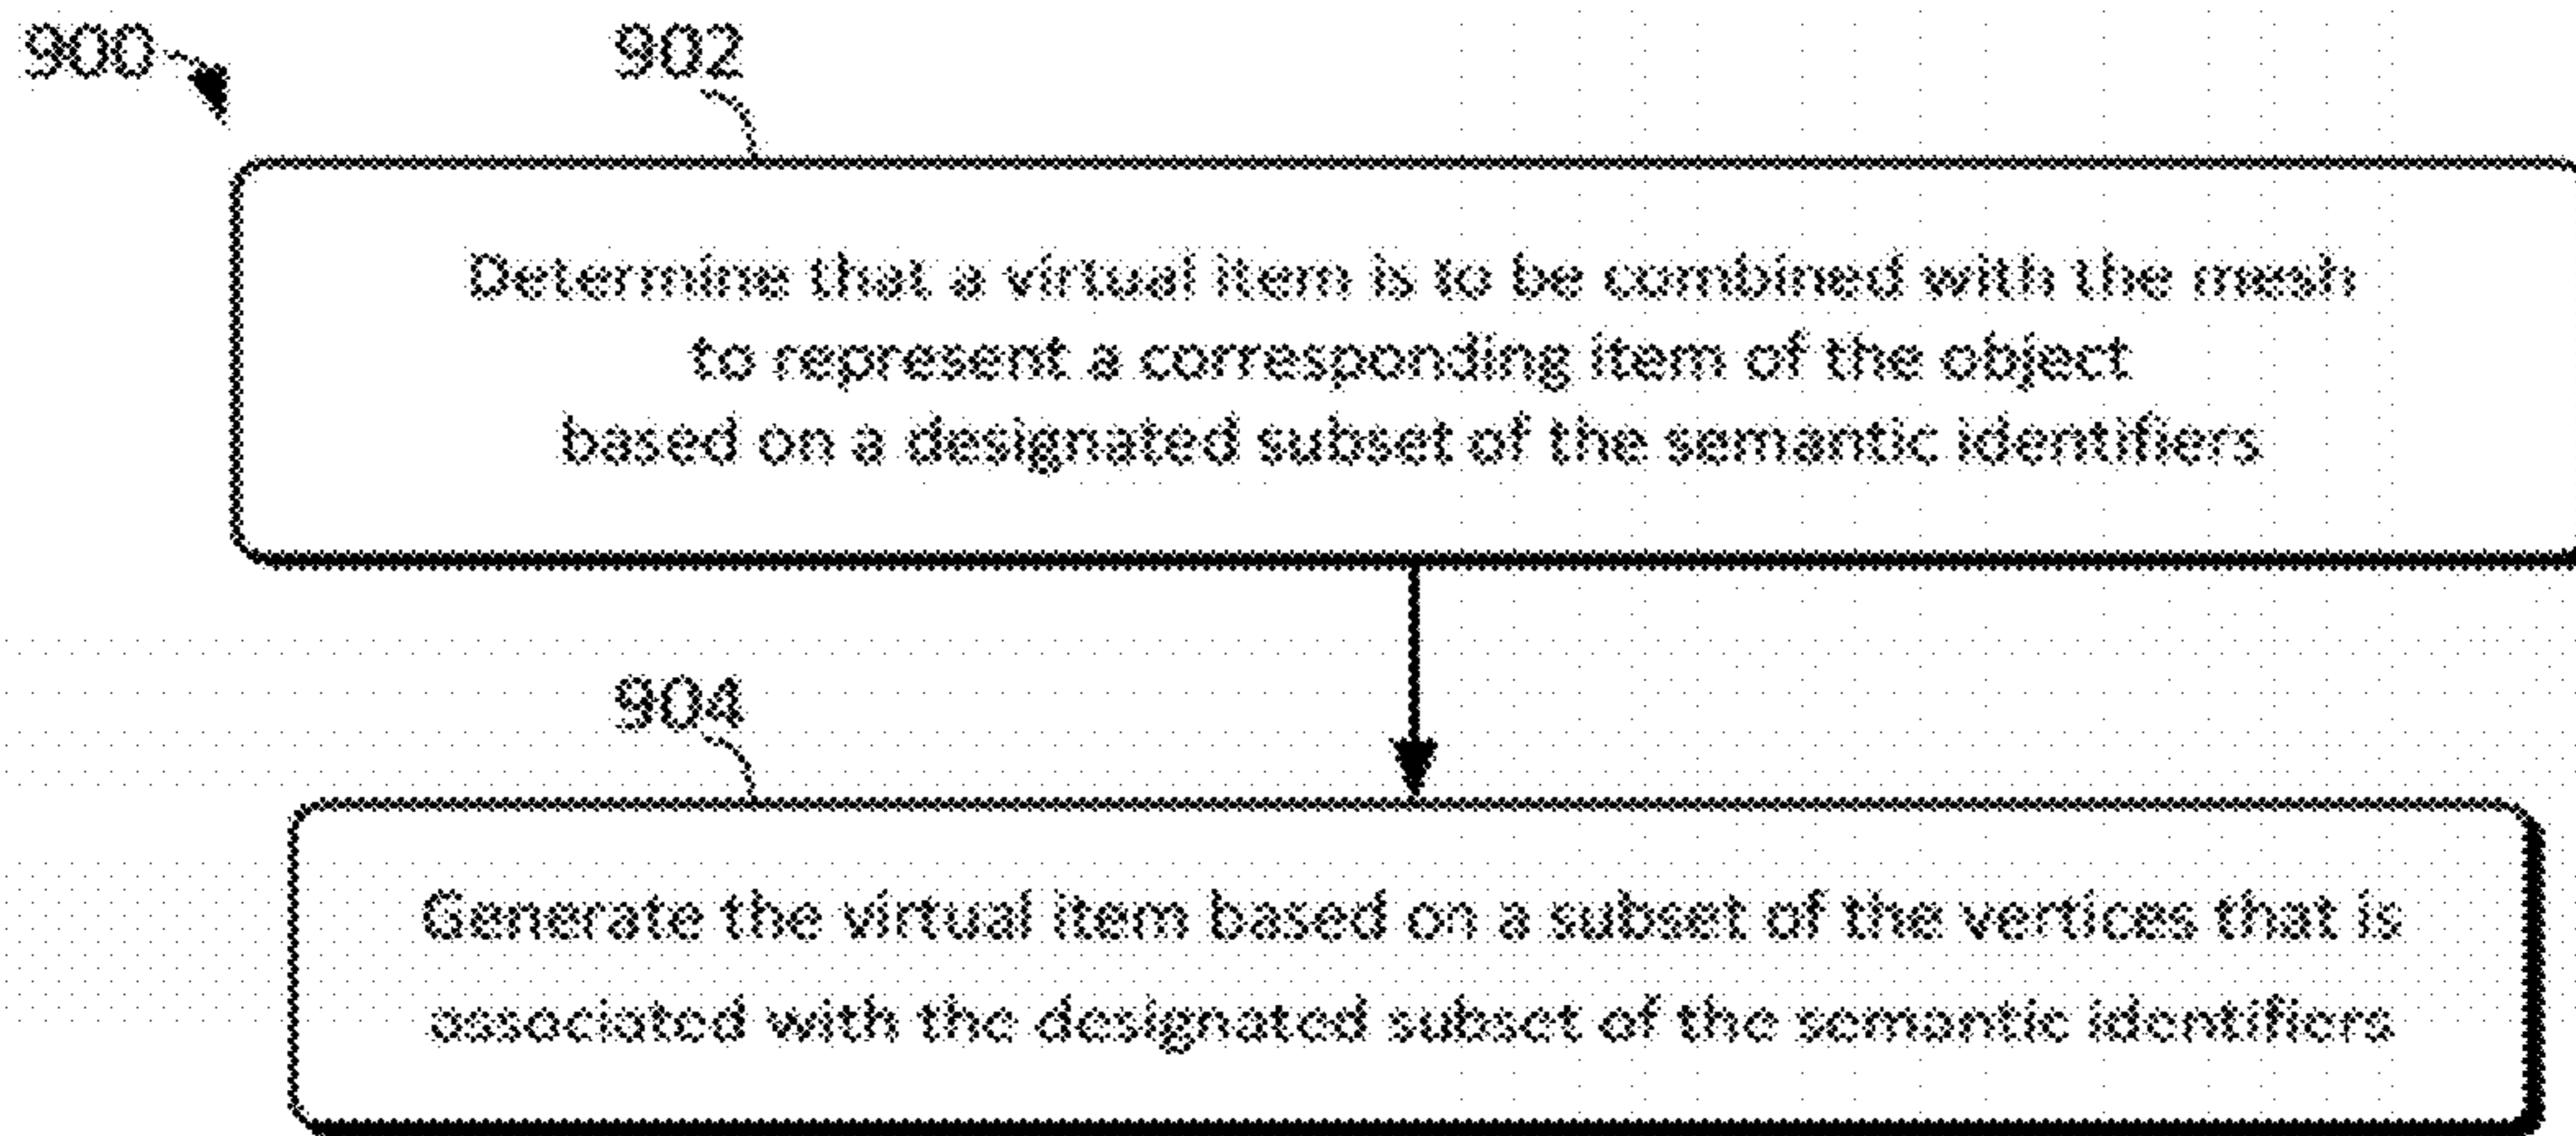 900
902
Determine that a virtual item is to be combined with the mesh
to represent a corresponding item of the object
based on a designated subset of the semantic identifiers
904
Generate the virtual item based on a subset of the vertices that is
associated with the designated subset of the semantic identifiers